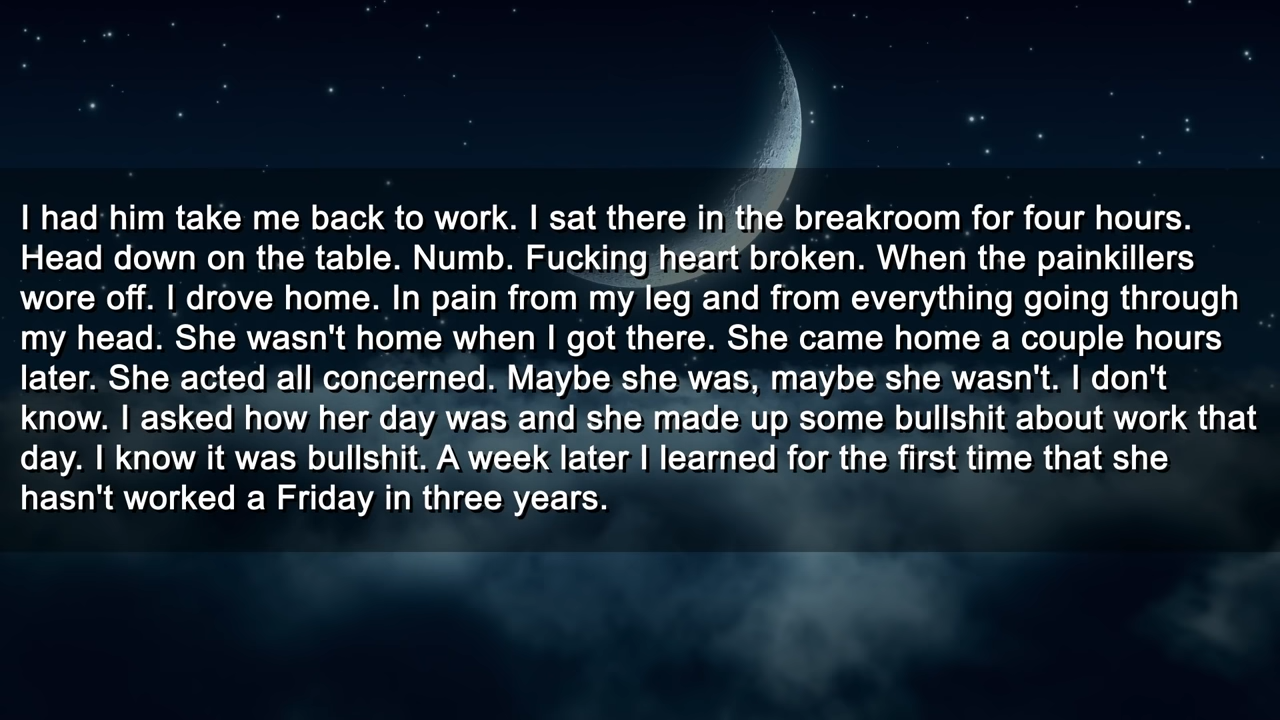 I had him take me back to work. I sat there in the breakroom for four hours.
Head down on the table. Numb. Fucking heart broken. When the painkillers
wore off. I drove home. In pain from my leg and from everything going through
my head. She wasn't home when I got there. She came home a couple hours
later. She acted all concerned. Maybe she was, maybe she wasn't. I don't
know. I asked how her day was and she made up some bullshit about work that
day. I know it was bullshit. A week later I learned for the first time that she
hasn't worked a Friday in three years.